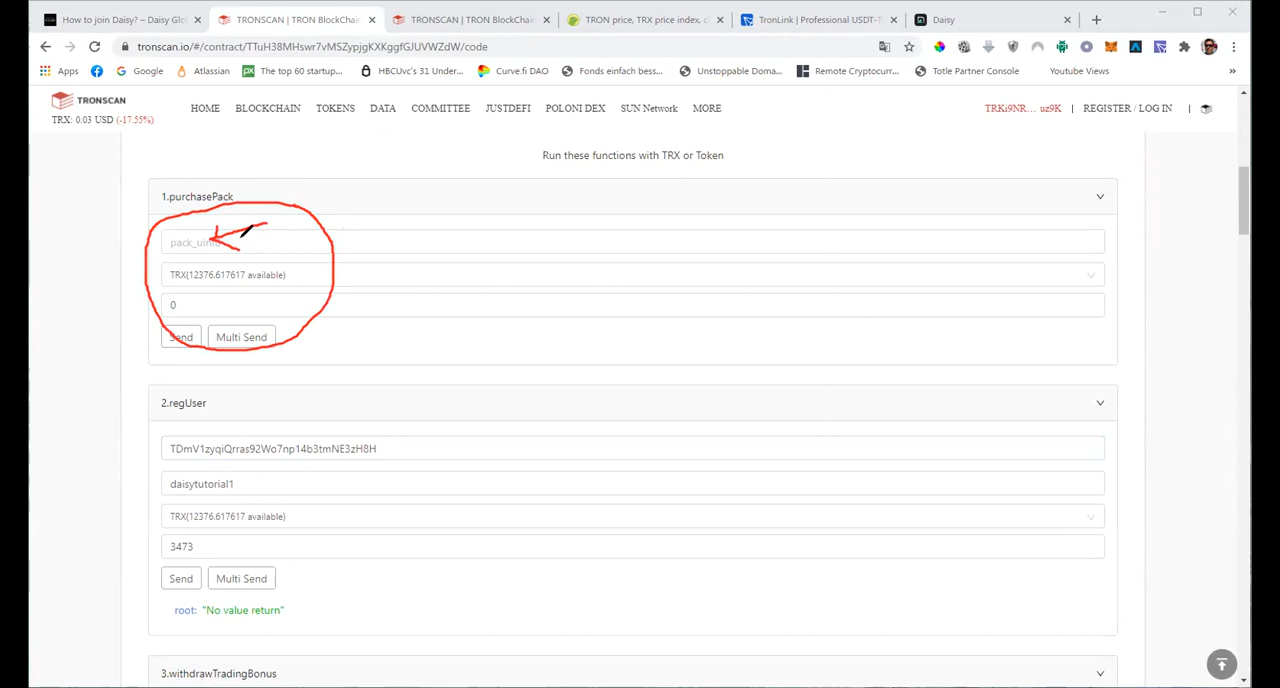 How to join Daisy? – Daisy Glo
TRONSCAN | TRON BlockChai
TRONSCAN | TRON BlockChai
TRON price, TRX price index, c
TronLink | Professional USDT-T
Daisy
tronscan.io/#/contract/TTuH38MHswr7vMSZypjgKXKggfGJUVWZdW/code
Apps
Google
Atlassian
The top 60 startup...
HBCUvc's 31 Under...
Curve.fi DAO
Fonds einfach bess...
Unstoppable Doma...
Remote Cryptocurr...
Totle Partner Console
Youtube Views
»
TRONSCAN
TRX: 0.03 USD (-17.55%)
HOME
BLOCKCHAIN
TOKENS
DATA
COMMITTEE
JUSTDEFI
POLONI DEX
SUN Network
MORE
TRKi9NR... uz9K
REGISTER / LOG IN
Run these functions with TRX or Token
1.purchasePack
TRX(12376.617617 available)
0
Send
Multi Send
2.regUser
TDmV1zyqiQrras92Wo7np14b3tmNE3zH8H
daisytutorial1
TRX(12376.617617 available)
3473
Send
Multi Send
root: "No value return"
3.withdrawTradingBonus